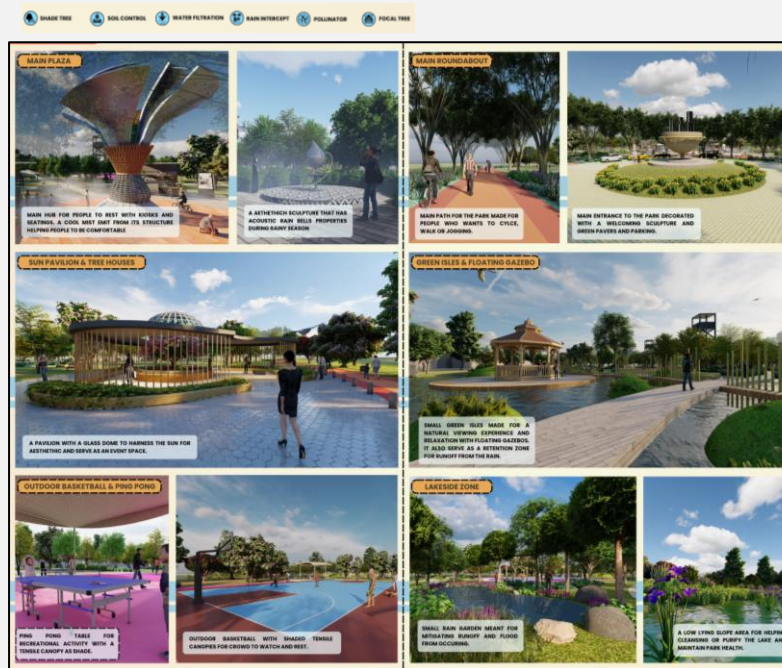 SHADE TREE
SOIL CONTROL
WATER FILTRATION
RAIN INTERCEPT
POLLINATOR
FOCAL TREE
MAIN PLAZA
MAIN HUB FOR PEOPLE TO REST WITH KIOSKS AND
SEATINGS. A COOL MIST EMIT FROM ITS STRUCTURE
HELPING PEOPLE TO BE COMFORTABLE
A AETHETHICH SCULPTURE THAT HAS
ACOUSTIC RAIN BELLS PROPERTIES
DURING RAINY SEASON
MAIN ROUNDABOUT
MAIN PATH FOR THE PARK MADE FOR
PEOPLE WHO WANTS TO CYLCE,
WALK OR JOGGING.
MAIN ENTRANCE TO THE PARK DECORATED
WITH A WELCOMING SCULPTURE AND
GREEN PAVERS AND PARKING.
SUN PAVILION & TREE HOUSES
A PAVILION WITH A GLASS DOME TO HARNESS THE SUN FOR
AESTHETHIC AND SERVE AS AN EVENT SPACE.
GREEN ISLES & FLOATING GAZEBO
SMALL GREEN ISLES MADE FOR A
NATURAL VIEWING EXPERIENCE AND
RELAXATION WITH FLOATING GAZEBOS.
IT ALSO SERVE AS A RETENTION ZONE
FOR RUNOFF FROM THE RAIN.
OUTDOOR BASKETBALL & PING PONG
PING PONG TABLE FOR
RECREATIONAL ACTIVITY WITH A
TENSILE CANOPY AS SHADE.
OUTDOOR BASKETBALL WITH SHADED TENSILE
CANOPIES FOR CROWD TO WATCH AND REST.
LAKESIDE ZONE
SMALL RAIN GARDEN MEANT FOR
MITIGATING RUNOFF AND FLOOD
FROM OCCURING.
A LOW LYING SLOPE AREA FOR HELPING
CLEANSING OR PURIFY THE LAKE AND
MAINTAIN PARK HEALTH.